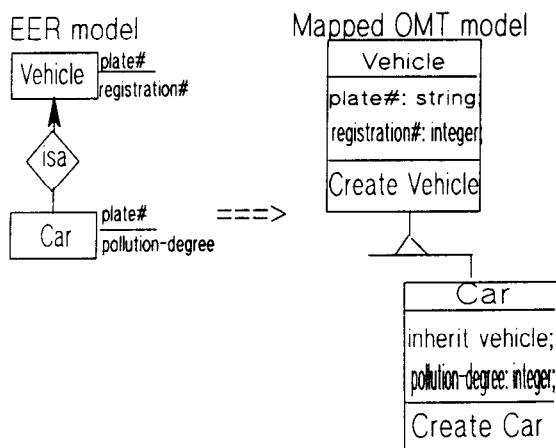 EER model
Vehicle
plate#
registration#
isa
Car
plate#
pollution-degree
===>
Mapped OMT model
Vehicle
plate#: string;
registration#: integer;
Create Vehicle
Car
inherit vehicle;
pollution-degree: integer;
Create Car